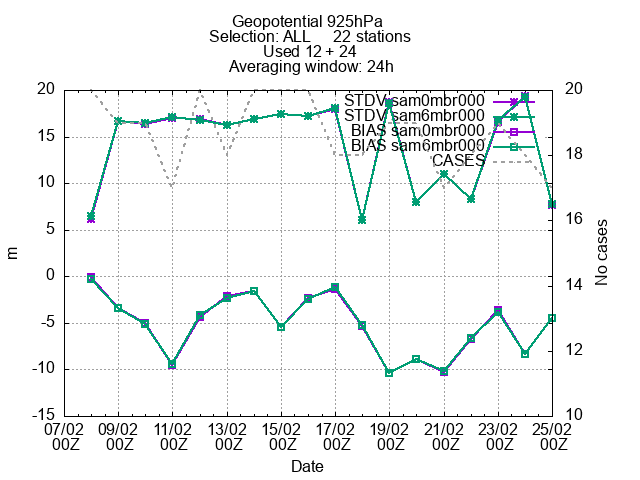 Geopotential 925hPa
Selection: ALL 22 stations
Used 12 + 24
Averaging window: 24h
STDV sam0mbr000
STDV sam6mbr000
BIAS sam0mbr000
BIAS sam6mbr000
CASES
20
15
10
5
0
-5
-10
-15
m
20
18
16
14
12
10
No cases
07/02 09/02 11/02 13/02 15/02 17/02 19/02 21/02 23/02 25/02
00Z 00Z 00Z 00Z 00Z 00Z 00Z 00Z 00Z 00Z
Date